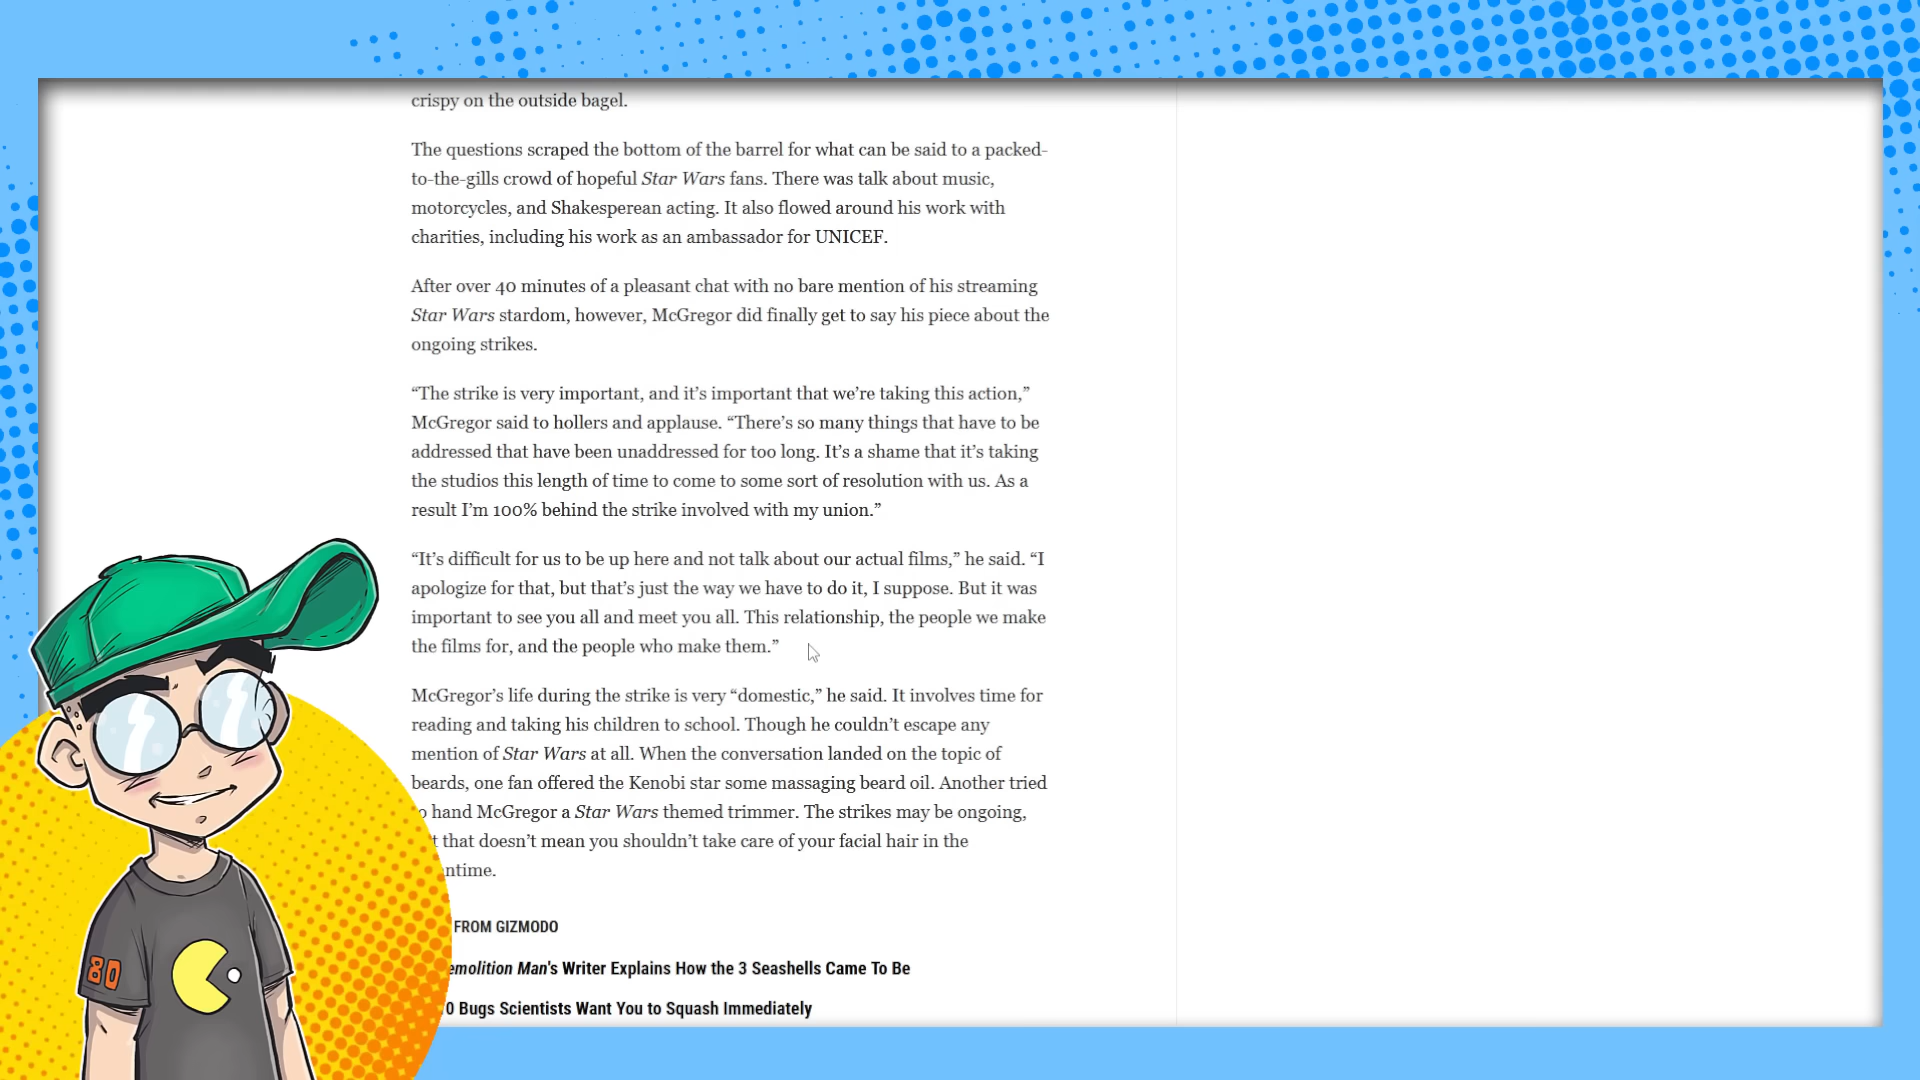 crispy on the outside bagel.
The questions scraped the bottom of the barrel for what can be said to a packed-
to-the-gills crowd of hopeful Star Wars fans. There was talk about music,
motorcycles, and Shakesperean acting. It also flowed around his work with
charities, including his work as an ambassador for UNICEF.
After over 40 minutes of a pleasant chat with no bare mention of his streaming
Star Wars stardom, however, McGregor did finally get to say his piece about the
ongoing strikes.
“The strike is very important, and it’s important that we’re taking this action,”
McGregor said to hollers and applause. “There’s so many things that have to be
addressed that have been unaddressed for too long. It’s a shame that it’s taking
the studios this length of time to come to some sort of resolution with us. As a
result I’m 100% behind the strike involved with my union.”
“It’s difficult for us to be up here and not talk about our actual films,” he said. “I
apologize for that, but that’s just the way we have to do it, I suppose. But it was
important to see you all and meet you all. This relationship, the people we make
the films for, and the people who make them.”
McGregor’s life during the strike is very “domestic,” he said. It involves time for
reading and taking his children to school. Though he couldn’t escape any
mention of Star Wars at all. When the conversation landed on the topic of
beards, one fan offered the Kenobi star some massaging beard oil. Another tried
hand McGregor a Star Wars themed trimmer. The strikes may be ongoing,
that doesn’t mean you shouldn’t take care of your facial hair in the
FROM GIZMODO
Man's Writer Explains How the 3 Seashells Came To Be
Bugs Scientists Want You to Squash Immediately
80